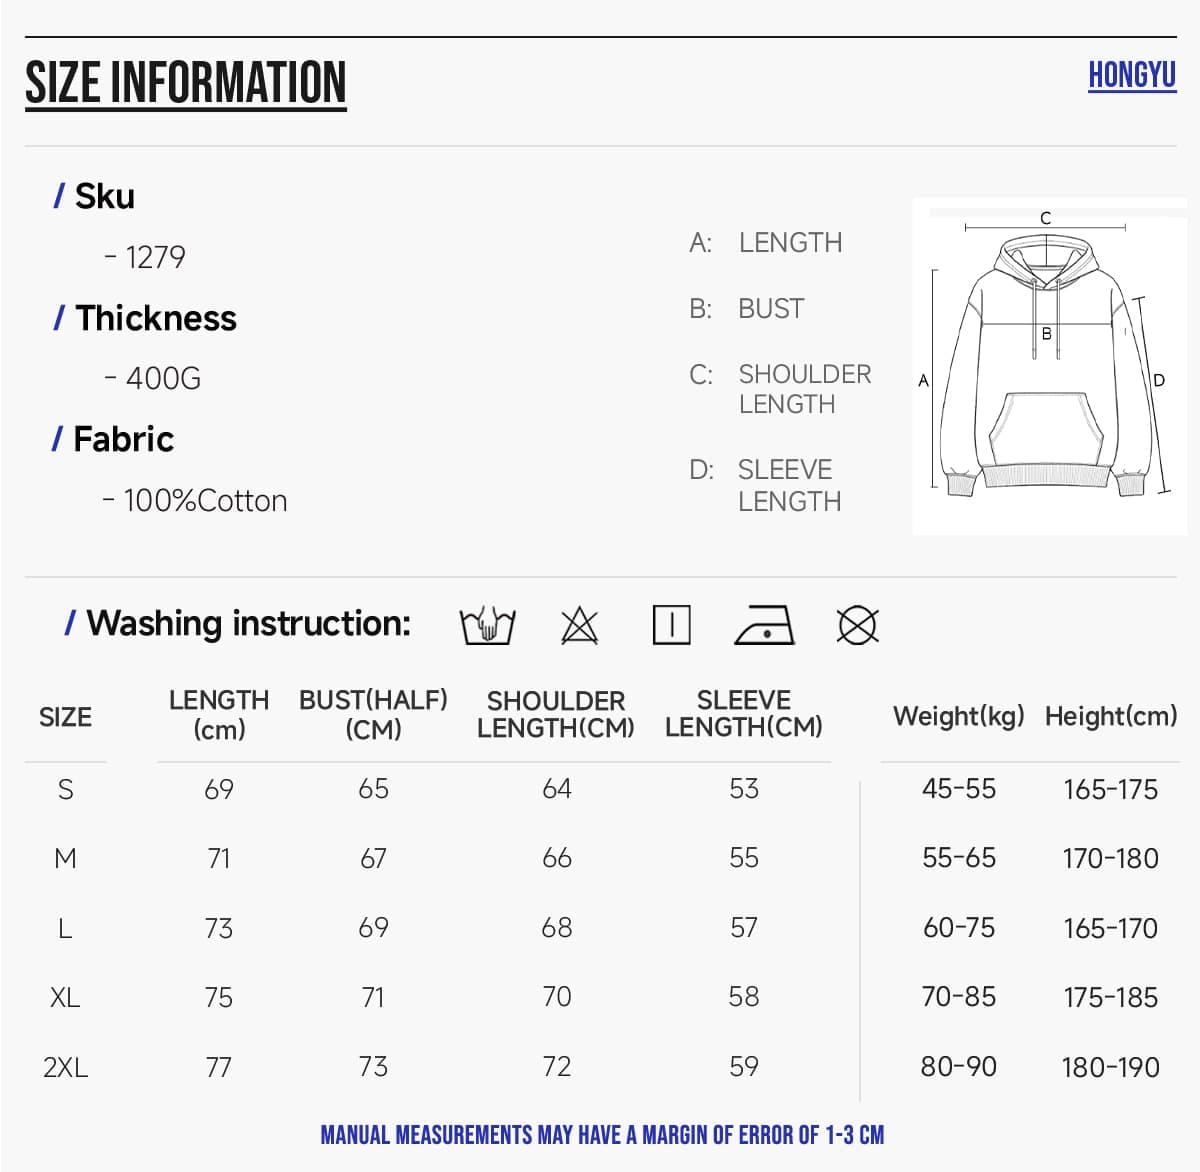 SIZE INFORMATION
HONGYU
/ Sku
- 1279
/ Thickness
- 400G
/ Fabric
- 100%Cotton
A: LENGTH
B: BUST
C: SHOULDER
LENGTH
D: SLEEVE
LENGTH
C
B
A
D
/ Washing instruction:
SIZE LENGTH (cm) BUST(HALF) (CM) SHOULDER LENGTH(CM) SLEEVE LENGTH(CM) Weight(kg) Height(cm)
S 69 65 64 53 45-55 165-175
M 71 67 66 55 55-65 170-180
L 73 69 68 57 60-75 165-170
XL 75 71 70 58 70-85 175-185
2XL 77 73 72 59 80-90 180-190
MANUAL MEASUREMENTS MAY HAVE A MARGIN OF ERROR OF 1-3 CM